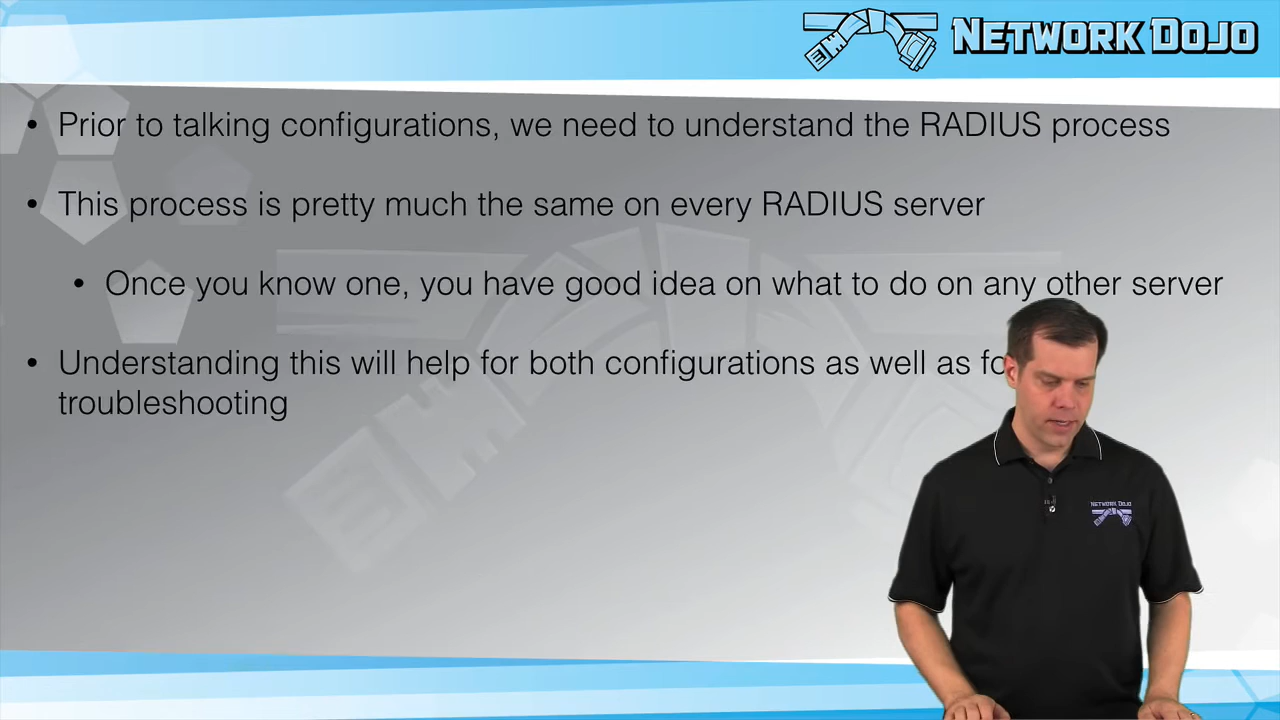 NETWORK DOJO
• Prior to talking configurations, we need to understand the RADIUS process
• This process is pretty much the same on every RADIUS server
• Once you know one, you have good idea on what to do on any other server
• Understanding this will help for both configurations as well as
troubleshooting
NETWORK DOJO